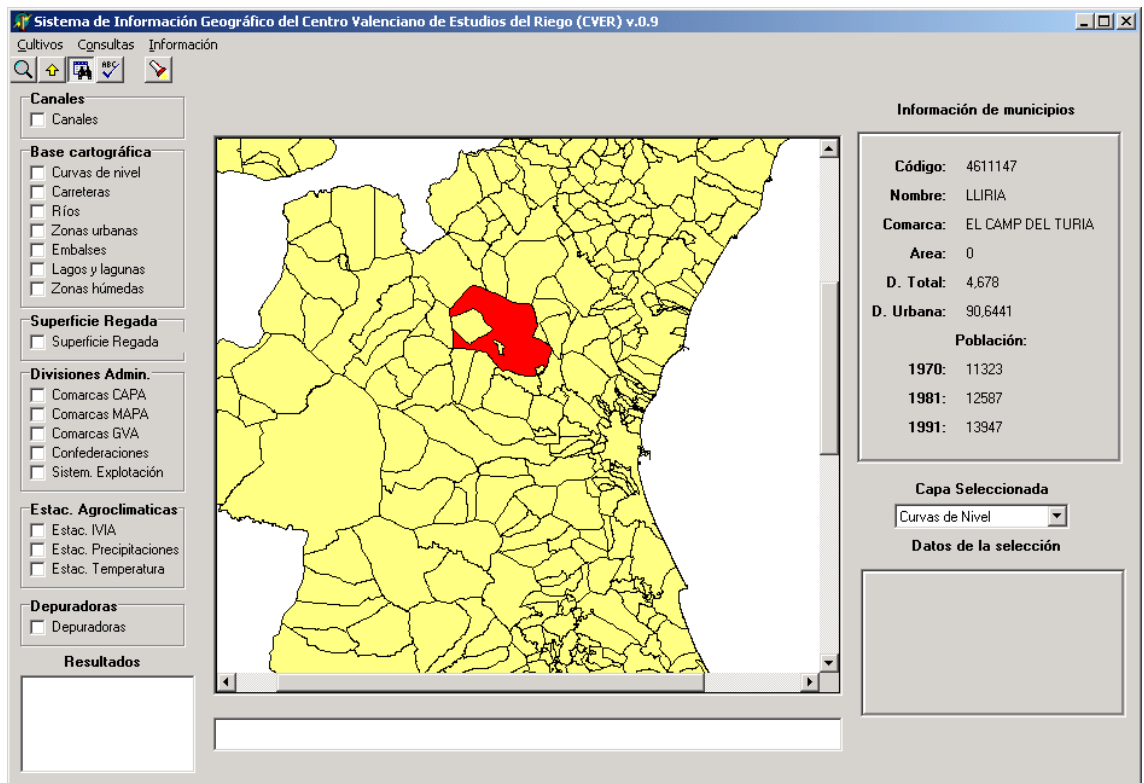 Sistema de Información Geográfico del Centro Valenciano de Estudios del Riego (CVER) v.0.9
Cultivos Consultas Información
ABC
Canales
Canales
Base cartográfica
Curvas de nivel
Carreteras
Ríos
Zonas urbanas
Embalses
Lagos y lagunas
Zonas húmedas
Superficie Regada
Superficie Regada
Divisiones Admin.
Comarcas CAPA
Comarcas MAPA
Comarcas GVA
Confederaciones
Sistem. Explotación
Estac. Agroclimaticas
Estac. IVIA
Estac. Precipitaciones
Estac. Temperatura
Depuradoras
Depuradoras
Resultados
Información de municipios
Código: 4611147
Nombre: LLIRIA
Comarca: EL CAMP DEL TURIA
Area: 0
D. Total: 4,678
D. Urbana: 90,6441
Población:
1970: 11323
1981: 12587
1991: 13947
Capa Seleccionada
Curvas de Nivel
Datos de la selección